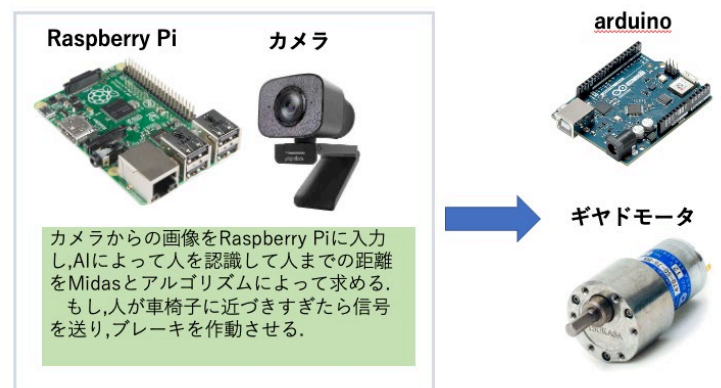 Raspberry Pi
カメラ
カメラからの画像をRaspberry Piに入力
し,AIによって人を認識して人までの距離
をMidasとアルゴリズムによって求める.
もし,人が車椅子に近づきすぎたら信号
を送り,ブレーキを作動させる.
arduino
ギヤドモータ